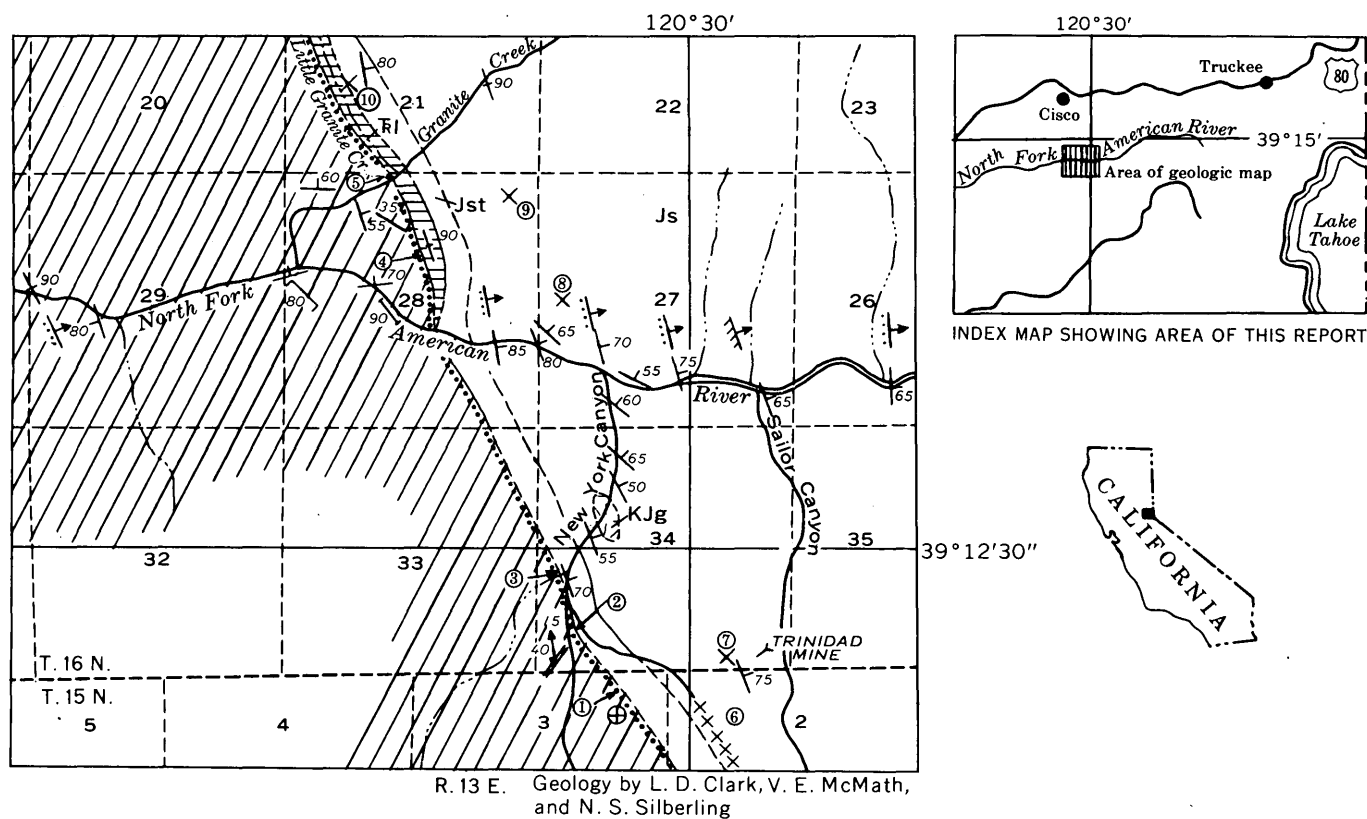 120°30′
20
80
Creek
90
10
21
22
23
Little Granite Cr
Granite
TRl
60
5
Jst
9
35
55
Js
90
4
90
29
North Fork
80
80
70
28
90
American
8
27
26
65
85
80
70
55
75
River
65
65
New York Canyon
60
65
50
KJg
55
Sailor Canyon
34
35
39°12′30″
32
33
3
70
2
5
40
7
TRINIDAD
MINE
75
T. 16 N.
T. 15 N.
5
4
3
1
6
2
R. 13 E.
Geology by L. D. Clark, V. E. McMath,
and N. S. Silberling
120°30′
Truckee
80
Cisco
American River
39°15′
North Fork
Area of geologic map
Lake
Tahoe
INDEX MAP SHOWING AREA OF THIS REPORT
CALIFORNIA